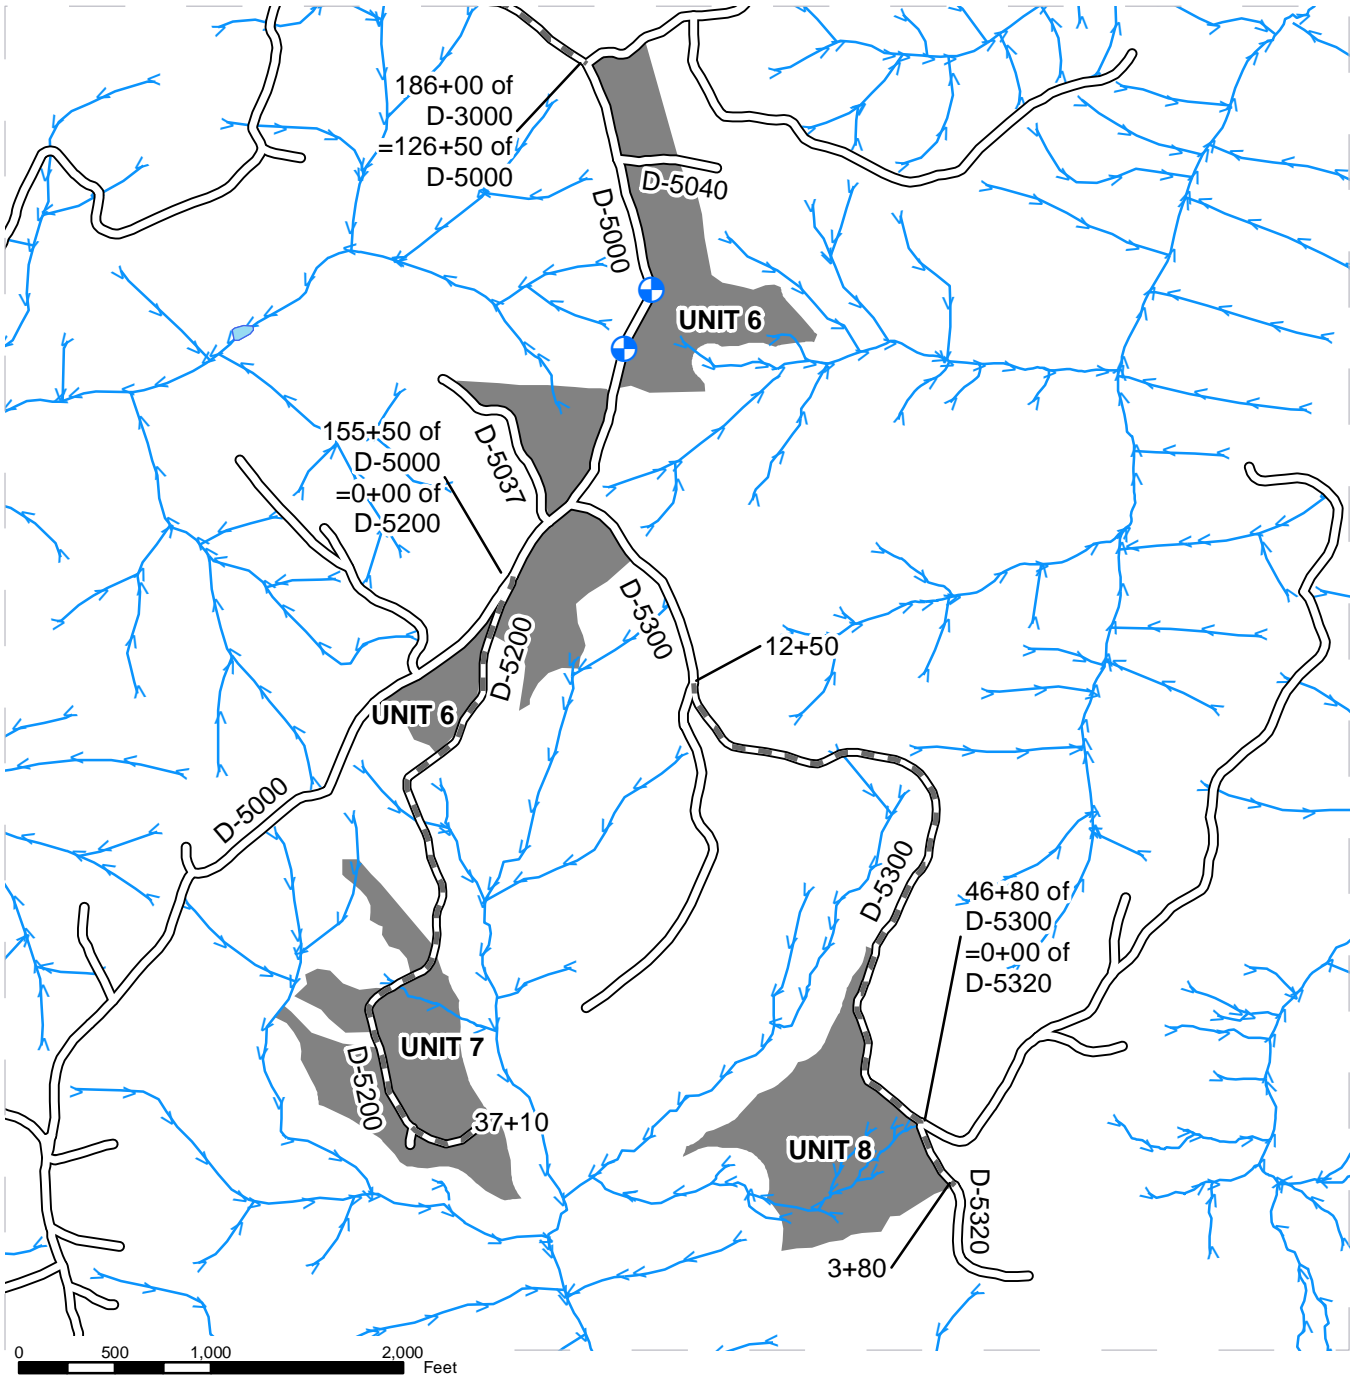 186+00 of
D-3000
=126+50 of
D-5000
D-5040
D-5000
UNIT 6
155+50 of
D-5000
=0+00 of
D-5200
D-5037
D-5300
D-5200
12+50
UNIT 6
D-5000
D-5300
46+80 of
D-5300
=0+00 of
D-5320
UNIT 7
D-5200
37+10
UNIT 8
D-5320
3+80
0 500 1,000 2,000
Feet